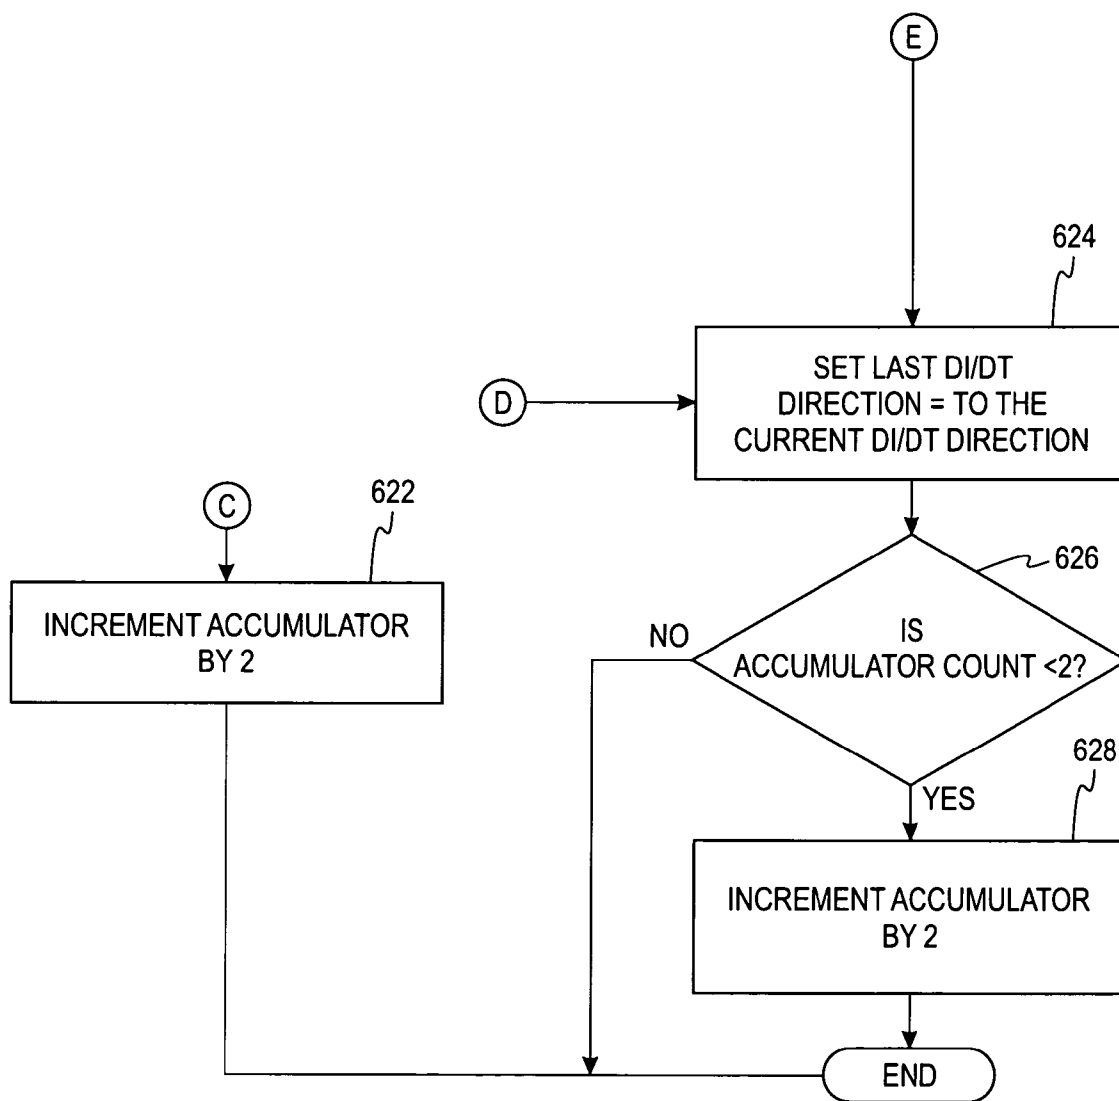 E
624
SET LAST DI/DT
DIRECTION = TO THE
CURRENT DI/DT DIRECTION
D
C
622
INCREMENT ACCUMULATOR
BY 2
626
IS
ACCUMULATOR COUNT <2?
NO
YES
628
INCREMENT ACCUMULATOR
BY 2
END